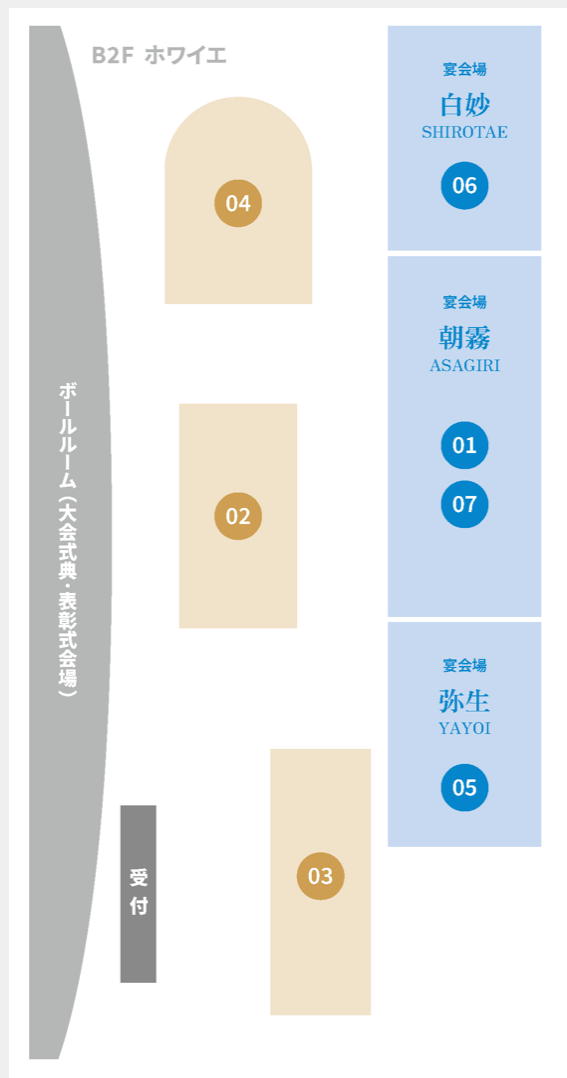 B2F ホワイエ
宴会場
白妙
SHIROTAE
06
04
宴会場
朝霧
ASAGIRI
01
07
02
ボールルーム(大会式典・表彰式会場)
宴会場
弥生
YAYOI
05
03
受付